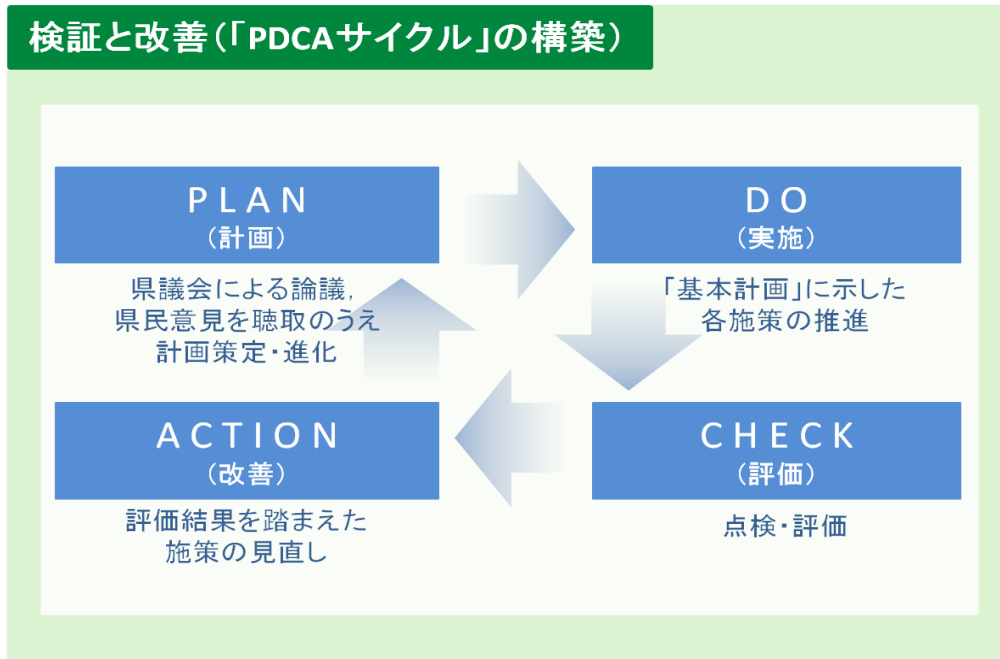 検証と改善(「PDCAサイクル」の構築)
PLAN
(計画)
県議会による論議,
県民意見を聴取のうえ
計画策定・進化
DO
(実施)
「基本計画」に示した
各施策の推進
ACTION
(改善)
評価結果を踏まえた
施策の見直し
CHECK
(評価)
点検・評価